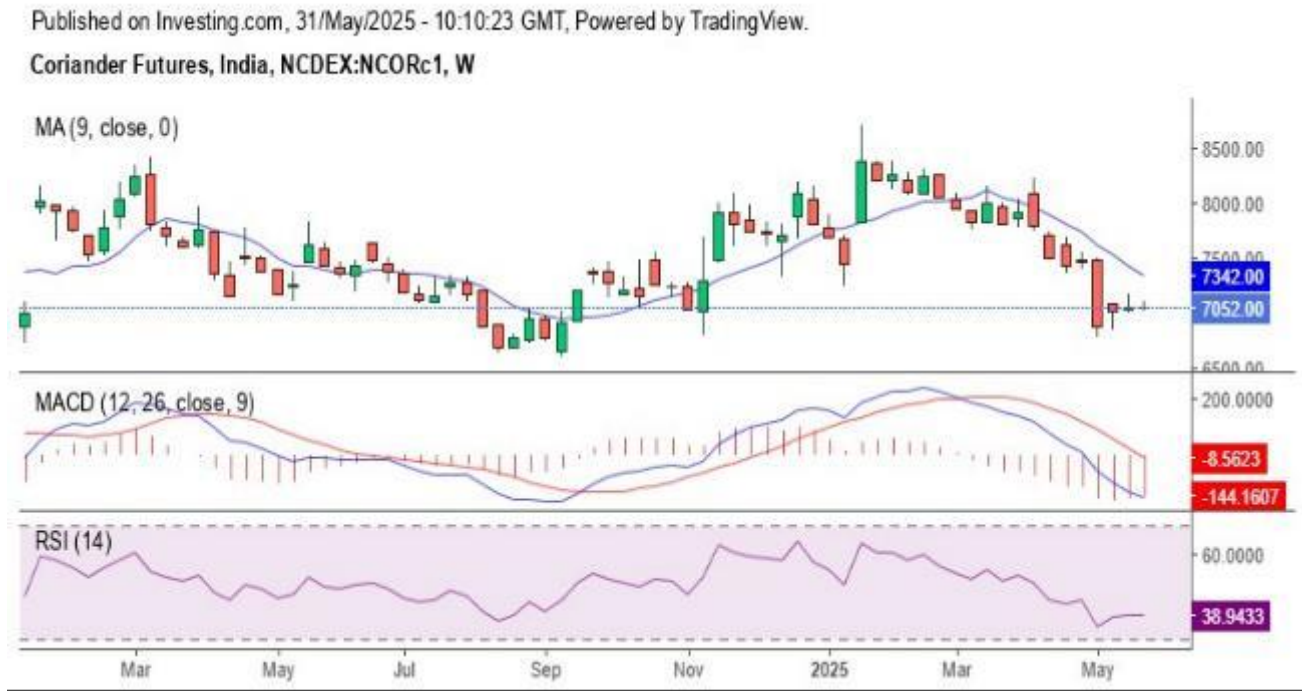 Published on Investing.com, 31/May/2025 - 10:10:23 GMT, Powered by TradingView.
Coriander Futures, India, NCDEX:NCORc1, W
MA (9, close, 0)
8500.00
8000.00
7500.00
7342.00
7052.00
6500.00
MACD (12, 26, close, 9)
200.0000
-8.5623
-144.1607
RSI (14)
60.0000
38.9433
Mar May Jul Sep Nov 2025 Mar May